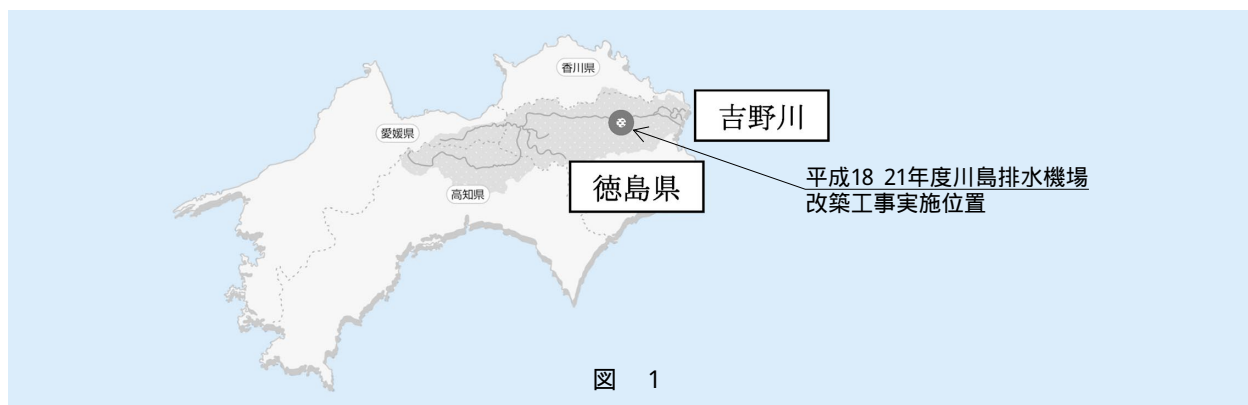 香川県
吉野川
愛媛県
平成18 21年度川島排水機場
改築工事実施位置
徳島県
高知県
図 1